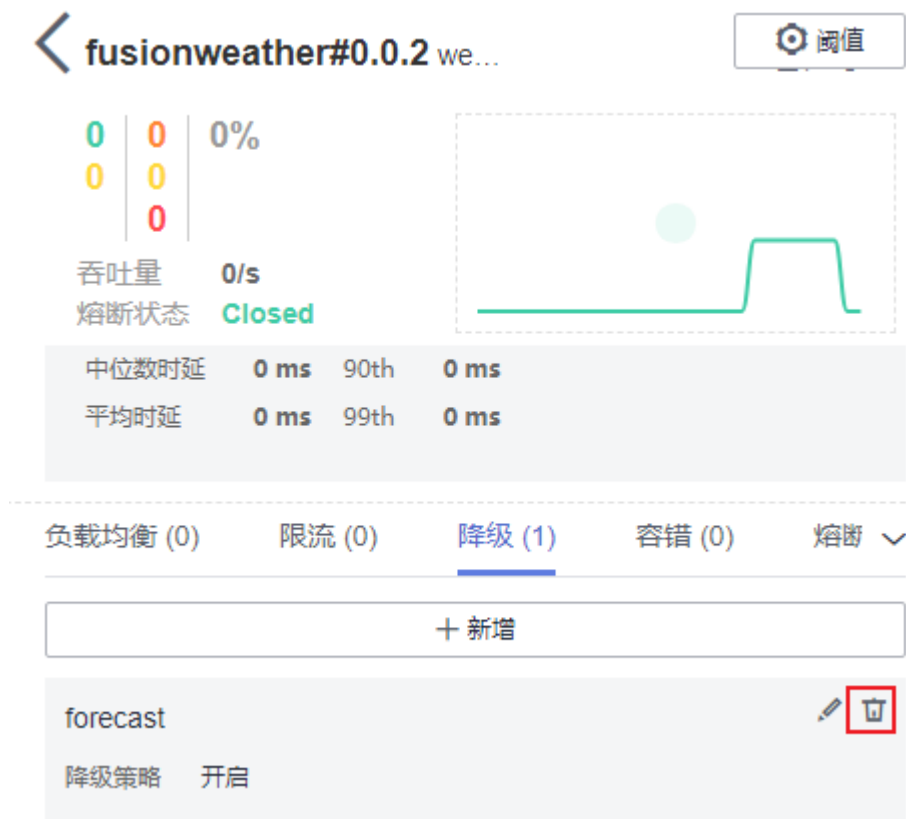 fusionweather#0.0.2 we...
阈值
0 0 0%
0 0
0
吞吐量 0/s
熔断状态 Closed
中位数时延 0 ms 90th 0 ms
平均时延 0 ms 99th 0 ms
负载均衡 (0) 限流 (0) 降级 (1) 容错 (0) 熔断
新增
forecast
降级策略 开启